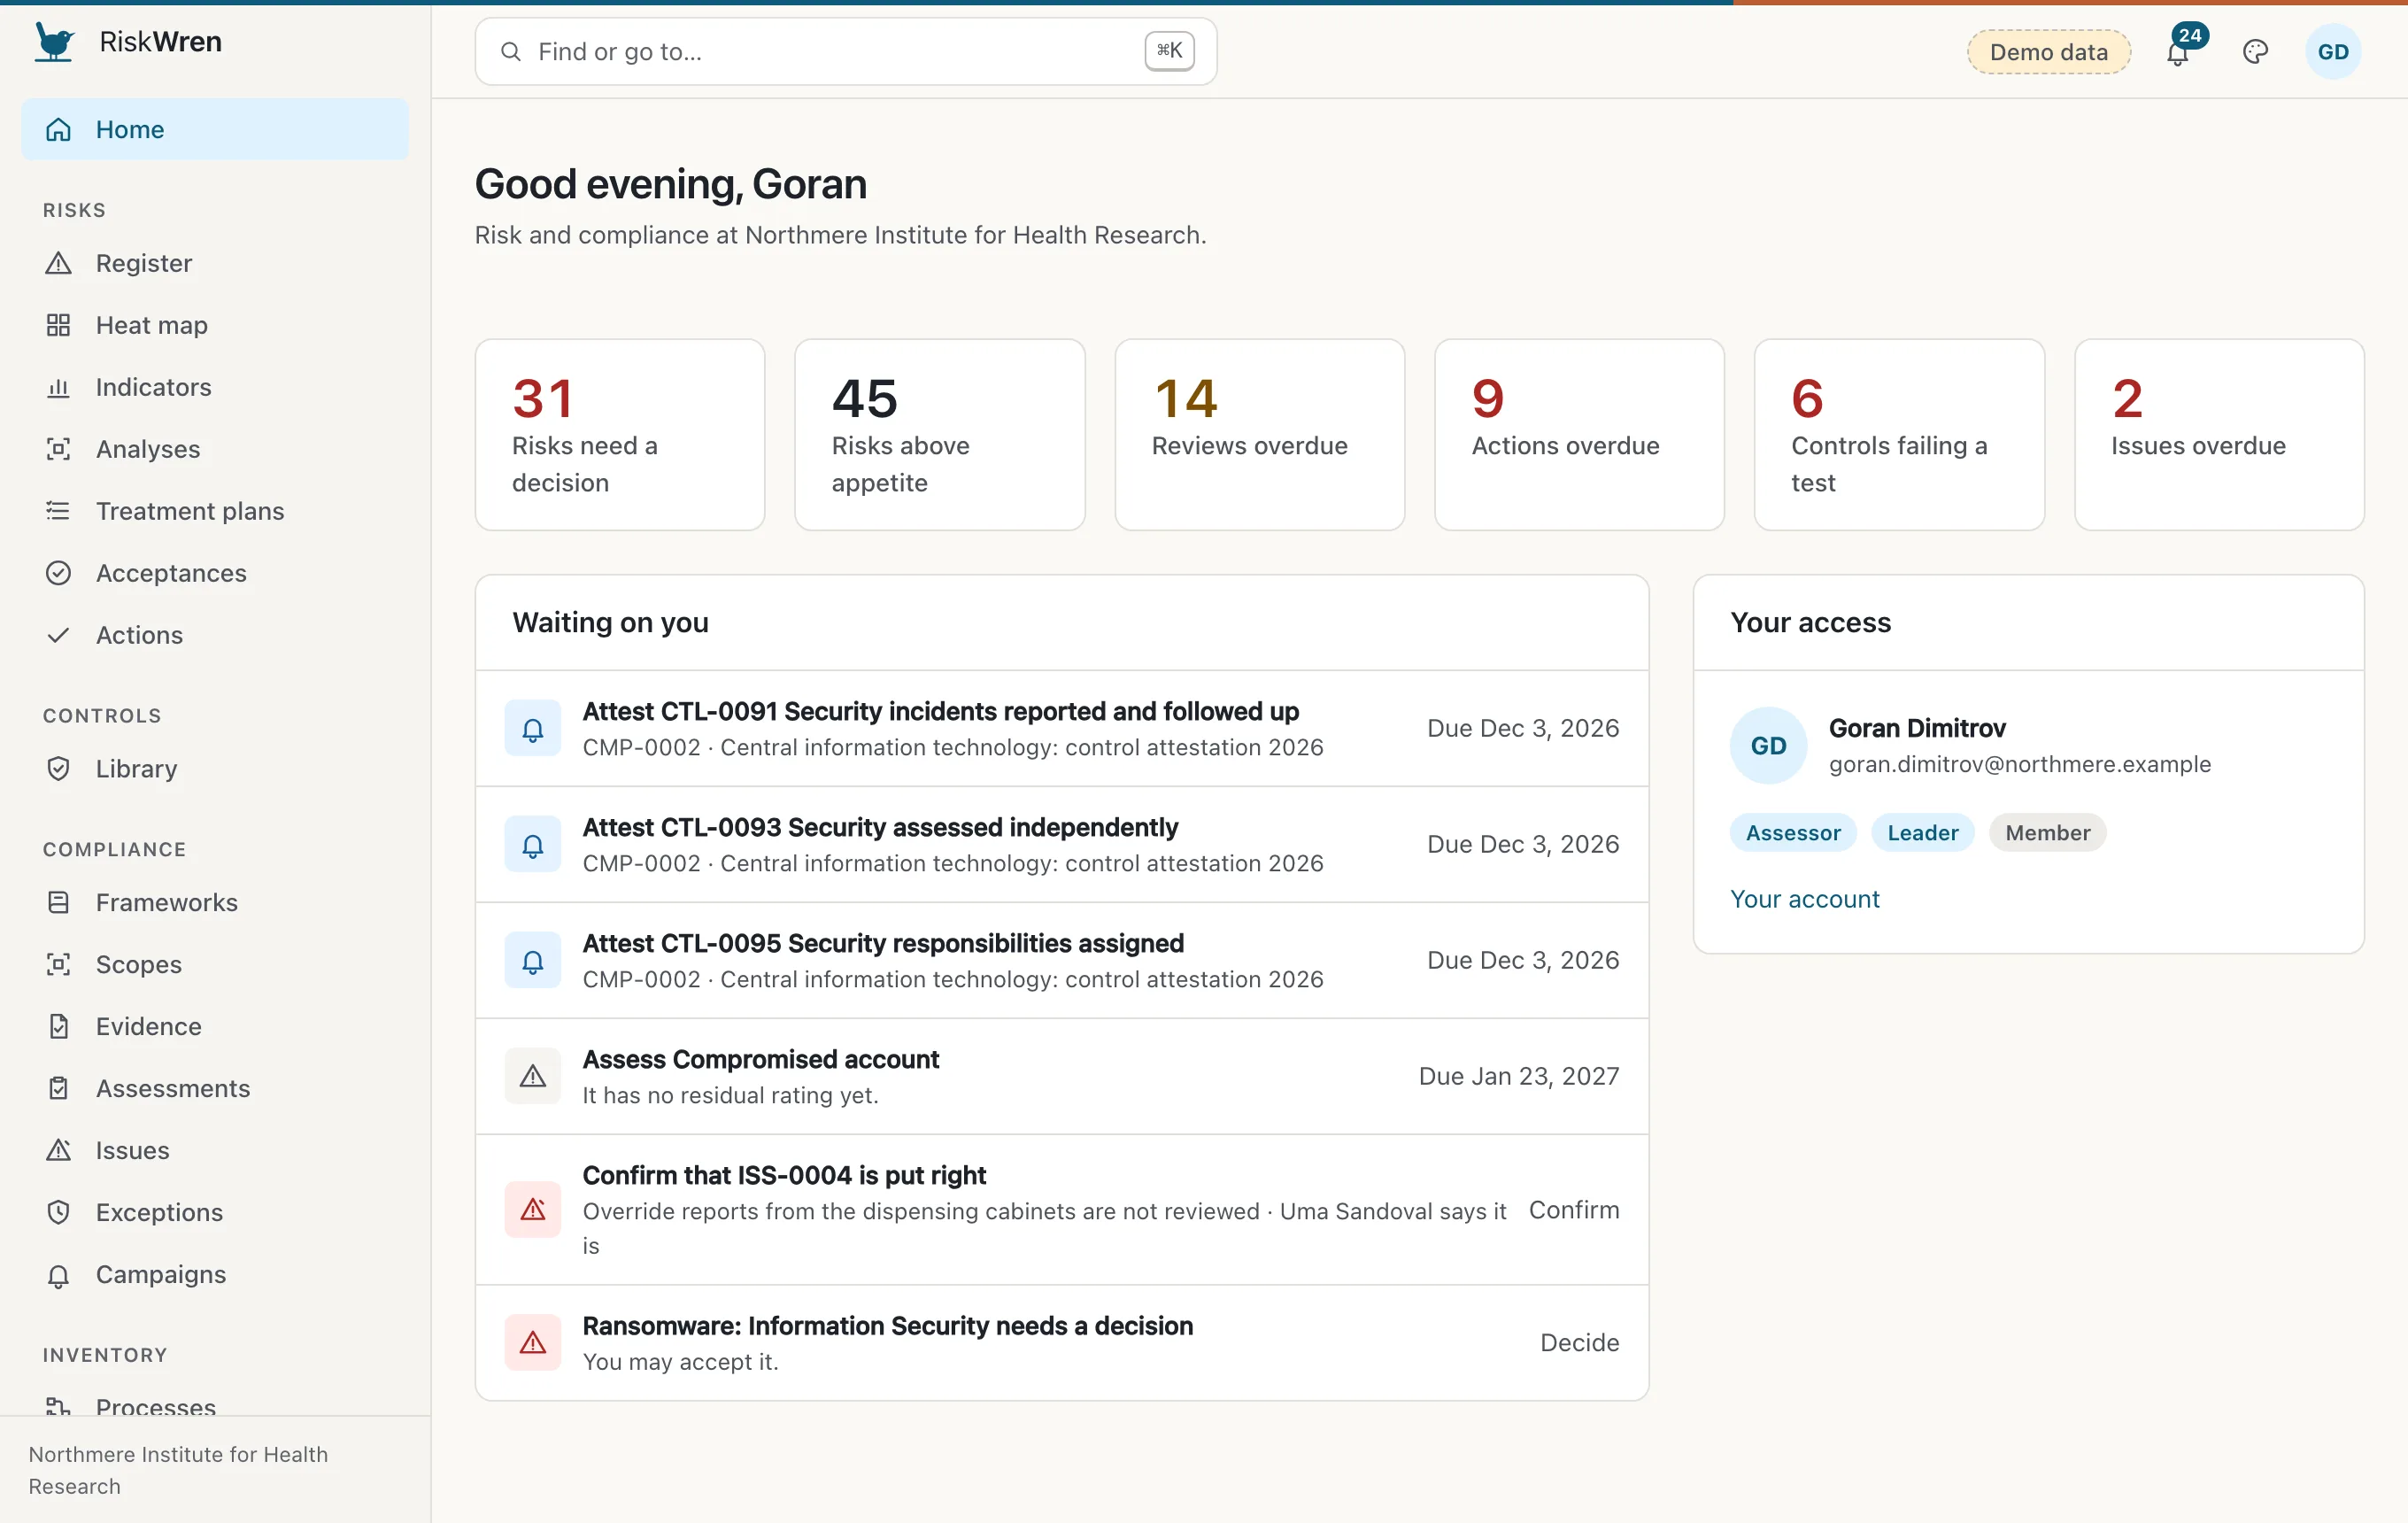 RiskWren
Find or go to...
⌘K
Demo data
24
GD
Home
RISKS
Register
Heat map
Indicators
Analyses
Treatment plans
Acceptances
Actions
CONTROLS
Library
COMPLIANCE
Frameworks
Scopes
Evidence
Assessments
Issues
Exceptions
Campaigns
INVENTORY
Processes
Northmere Institute for Health
Research
Good evening, Goran
Risk and compliance at Northmere Institute for Health Research.
31
Risks need a
decision
45
Risks above
appetite
14
Reviews overdue
9
Actions overdue
6
Controls failing a
test
2
Issues overdue
Waiting on you
Attest CTL-0091 Security incidents reported and followed up
CMP-0002 · Central information technology: control attestation 2026
Due Dec 3, 2026
Attest CTL-0093 Security assessed independently
CMP-0002 · Central information technology: control attestation 2026
Due Dec 3, 2026
Attest CTL-0095 Security responsibilities assigned
CMP-0002 · Central information technology: control attestation 2026
Due Dec 3, 2026
Assess Compromised account
It has no residual rating yet.
Due Jan 23, 2027
Confirm that ISS-0004 is put right
Override reports from the dispensing cabinets are not reviewed · Uma Sandoval says it
is
Confirm
Ransomware: Information Security needs a decision
You may accept it.
Decide
Your access
GD
Goran Dimitrov
goran.dimitrov@northmere.example
Assessor
Leader
Member
Your account